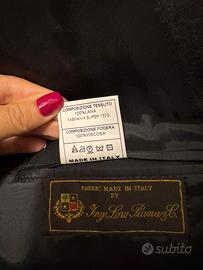 COMPOSIZIONE TESSUTO
100%LANA
TASMANIA SUPER 130'S
COMPOSIZIONE FODERA
100%VISCOSA
MADE IN ITALY
FABRIC MADE IN ITALY
BY
Ing. Loro Piana & C.
subito